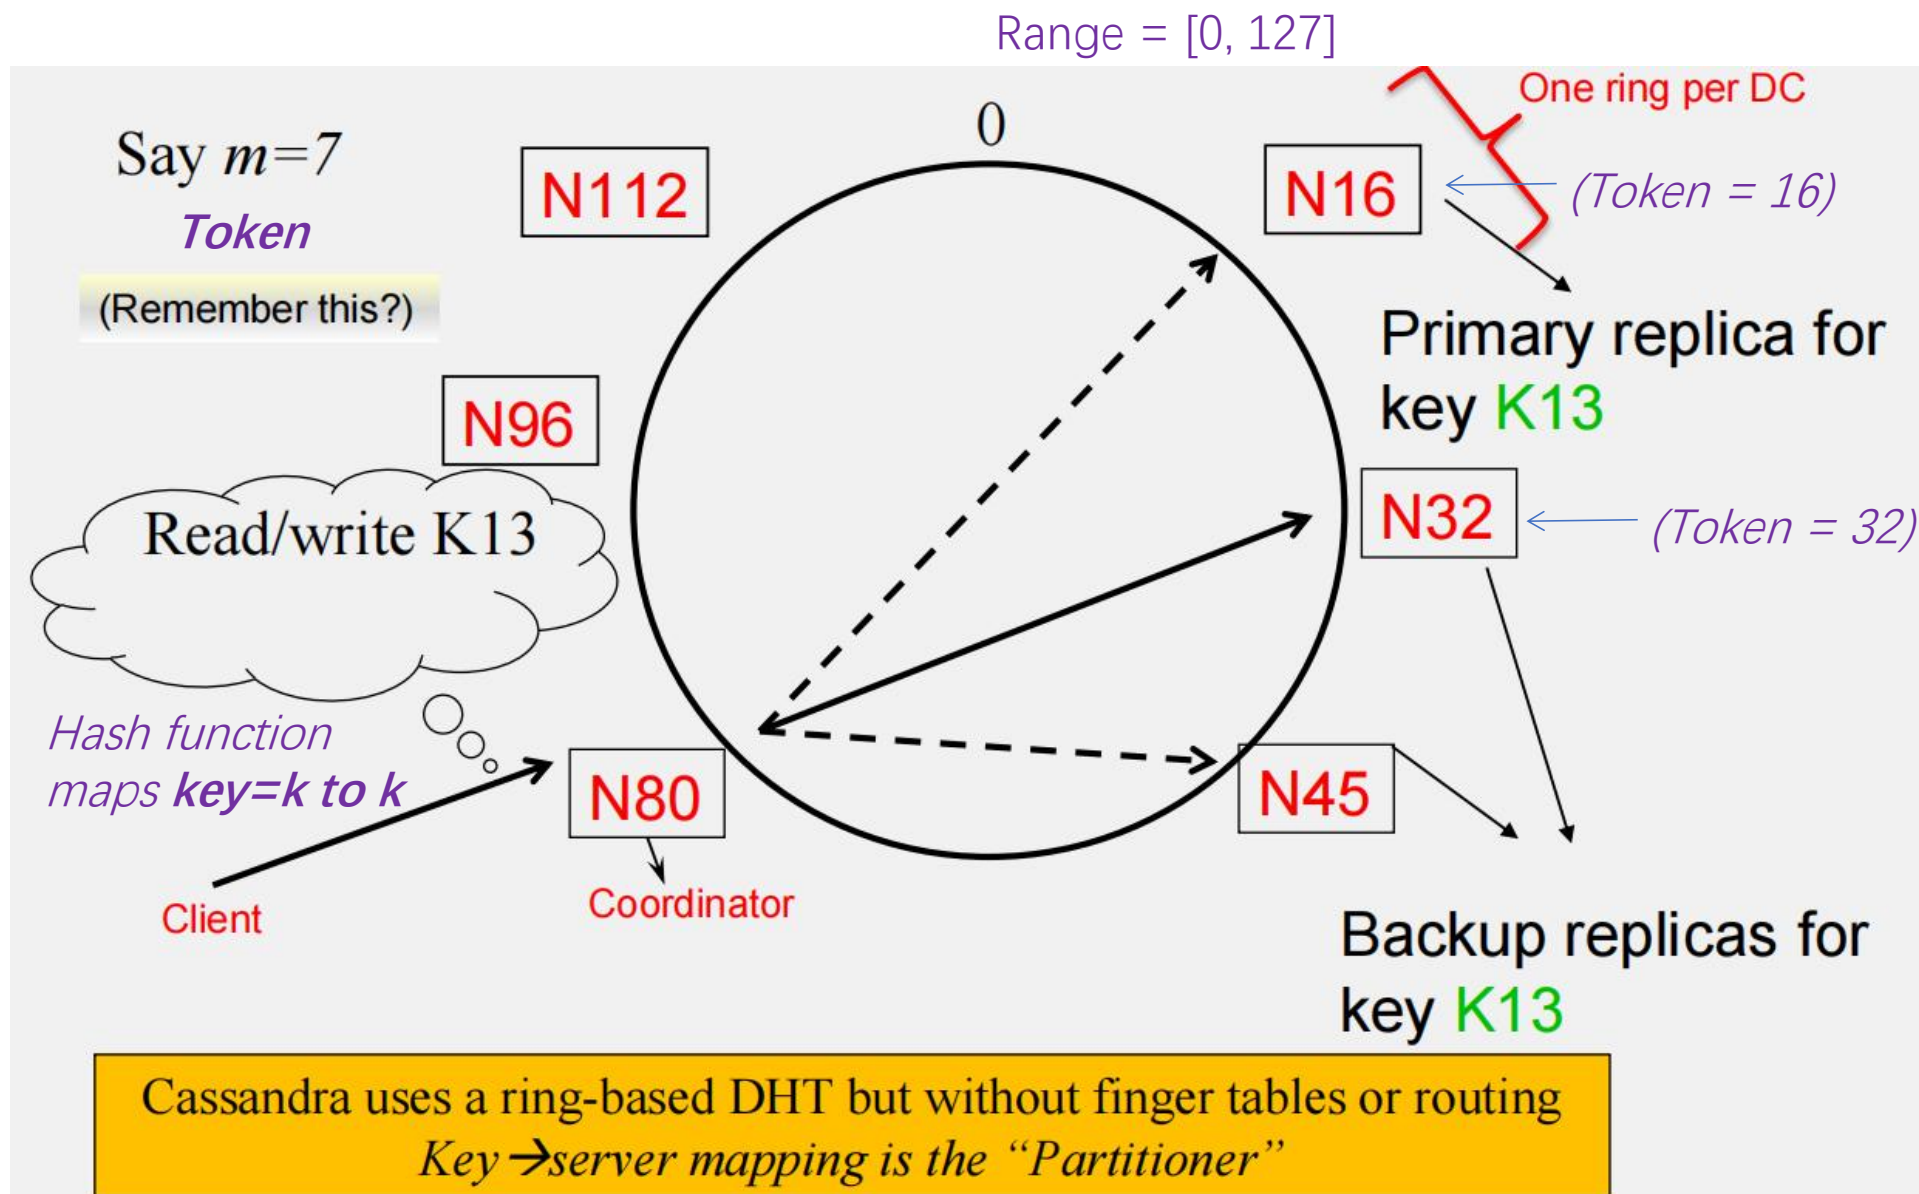 Range = [0, 127]
One ring per DC
Say m=7
Token
(Remember this?)
0
N112
N16
(Token = 16)
Primary replica for
key K13
N96
Read/write K13
N32
(Token = 32)
Hash function
maps key=k to k
N80
N45
Client
Coordinator
Backup replicas for
key K13
Cassandra uses a ring-based DHT but without finger tables or routing
Key→server mapping is the “Partitioner”